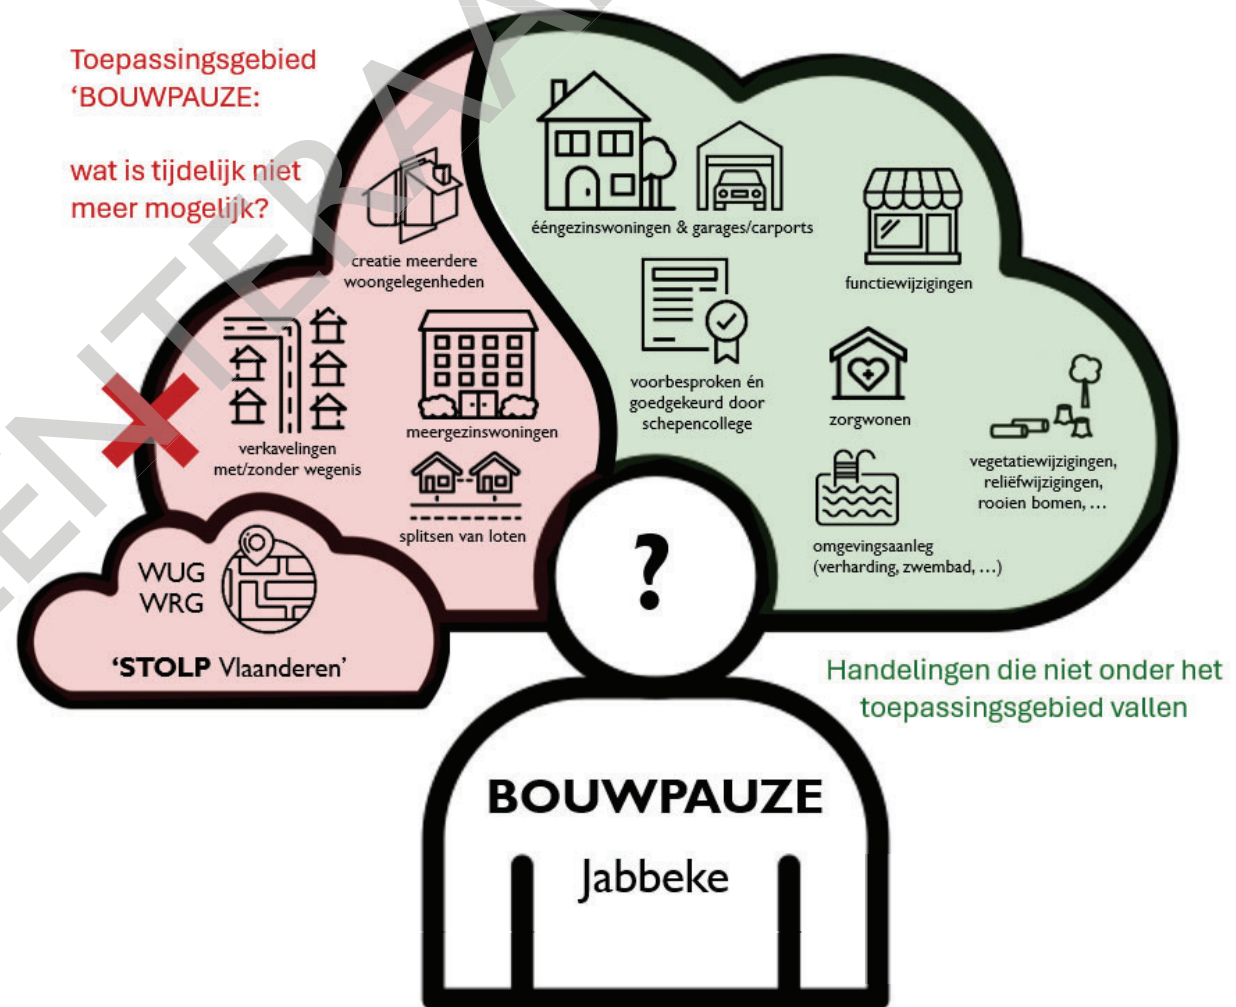 Toepassingsgebied
‘BOUWPAUZE:
wat is tijdelijk niet
meer mogelijk?
creatie meerdere
woongelegenheden
verkavelingen
met/zonder wegenis
meergezinswoningen
splitsen van loten
WUG
WRG
‘STOLP Vlaanderen’
ééngezinswoningen & garages/carports
functiewijzigingen
voorbesproken én
goedgekeurd door
schepencollege
zorgwonen
vegetatiewijzigingen,
reliëfwijzigingen,
rooien bomen, ...
omgevingsaanleg
(verharding, zwembad, ...)
?
Handelingen die niet onder het
toepassingsgebied vallen
BOUWPAUZE
Jabbeke